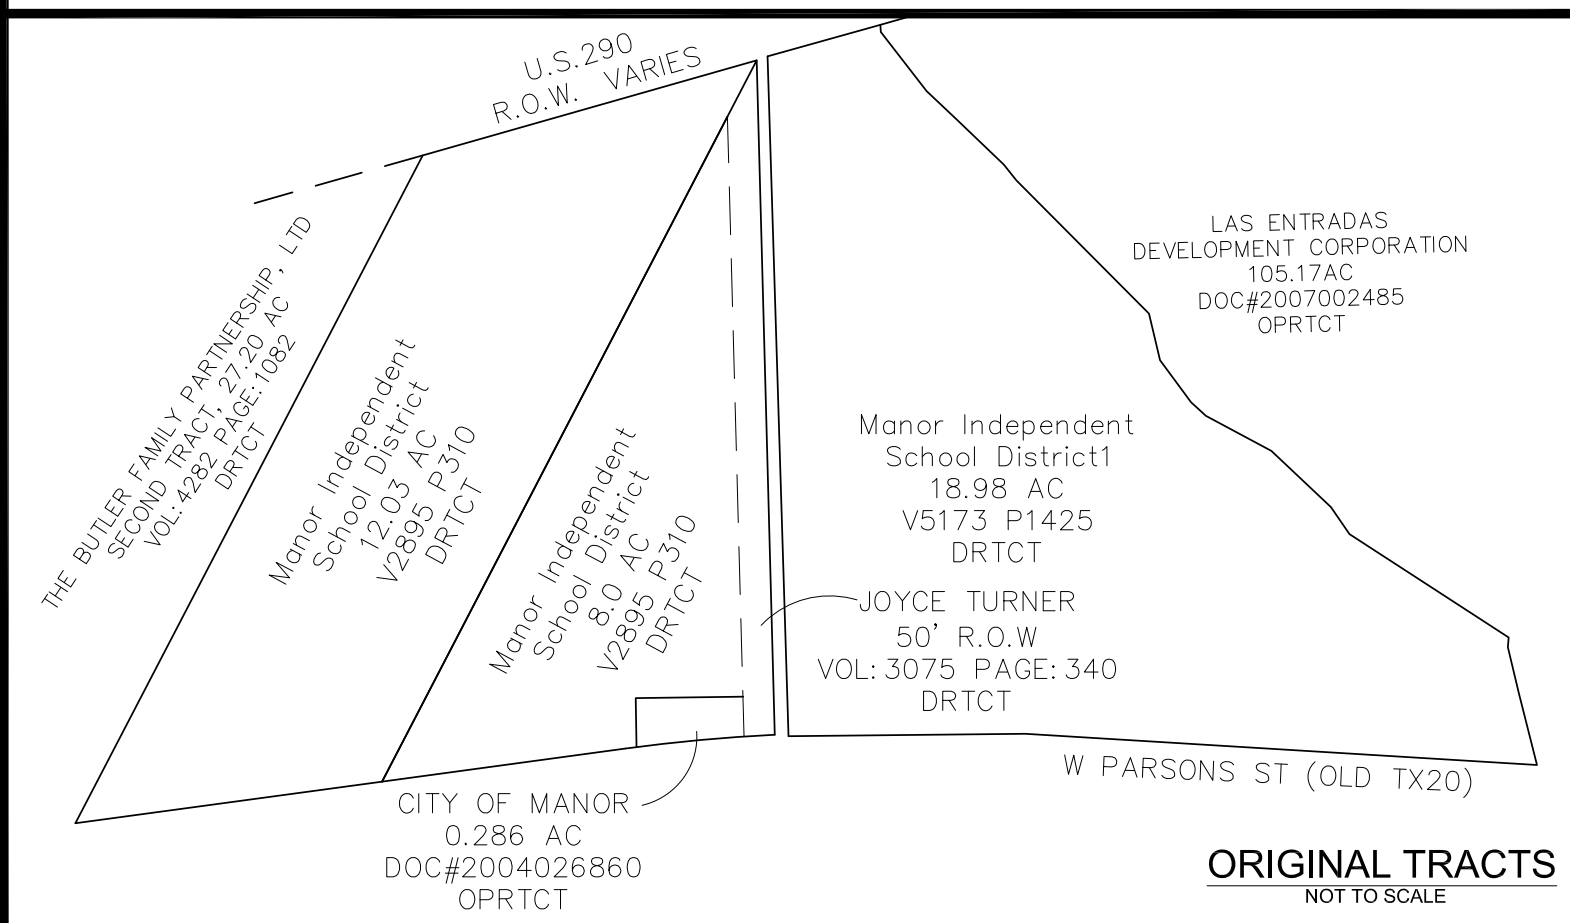 U.S.290
R.O.W. VARIES
THE BUTLER FAMILY PARTNERSHIP, LTD
SECOND TRACT, 27.20 AC
VOL: 4282 PAGE: 1082
DRTCT
Manor Independent
School District
12.03 AC
V2895 P310
DRTCT
Manor Independent
School District
8.0 AC
V2895 P310
DRTCT
LAS ENTRADAS
DEVELOPMENT CORPORATION
105.17AC
DOC#2007002485
OPRTCT
Manor Independent
School District1
18.98 AC
V5173 P1425
DRTCT
JOYCE TURNER
50' R.O.W
VOL: 3075 PAGE: 340
DRTCT
W PARSONS ST (OLD TX20)
CITY OF MANOR
0.286 AC
DOC#2004026860
OPRTCT
ORIGINAL TRACTS
NOT TO SCALE